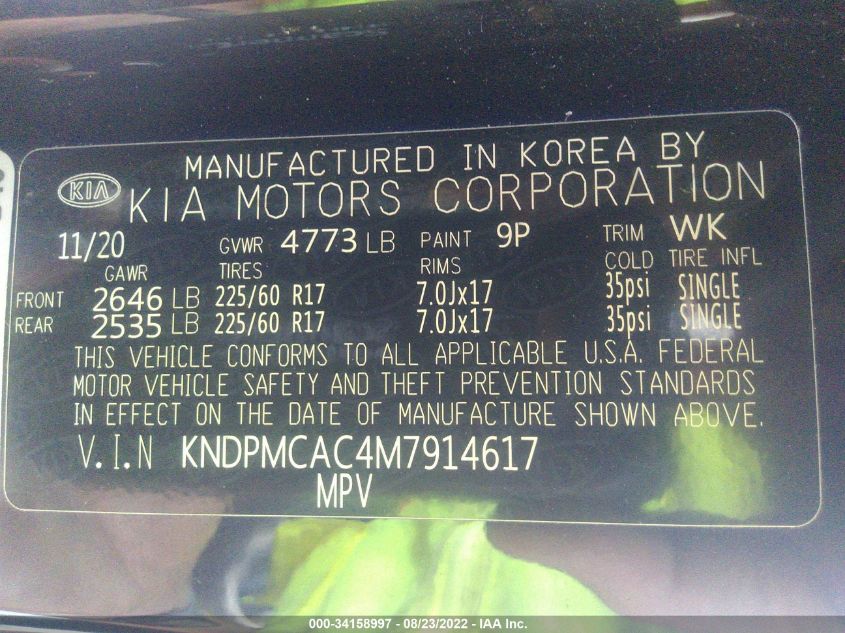 MANUFACTURED IN KOREA BY
KIA KIA MOTORS CORPORATION
11/20 GVWR 4773 LB PAINT 9P TRIM WK
GAWR TIRES RIMS COLD TIRE INFL
FRONT 2646 LB 225/60 R17 7.0Jx17 35psi SINGLE
REAR 2535 LB 225/60 R17 7.0Jx17 35psi SINGLE
THIS VEHICLE CONFORMS TO ALL APPLICABLE U.S.A. FEDERAL
MOTOR VEHICLE SAFETY AND THEFT PREVENTION STANDARDS
IN EFFECT ON THE DATE OF MANUFACTURE SHOWN ABOVE.
V.I.N KNDPMCAC4M7914617
MPV
000-34158997 - 08/23/2022 - IAA Inc.